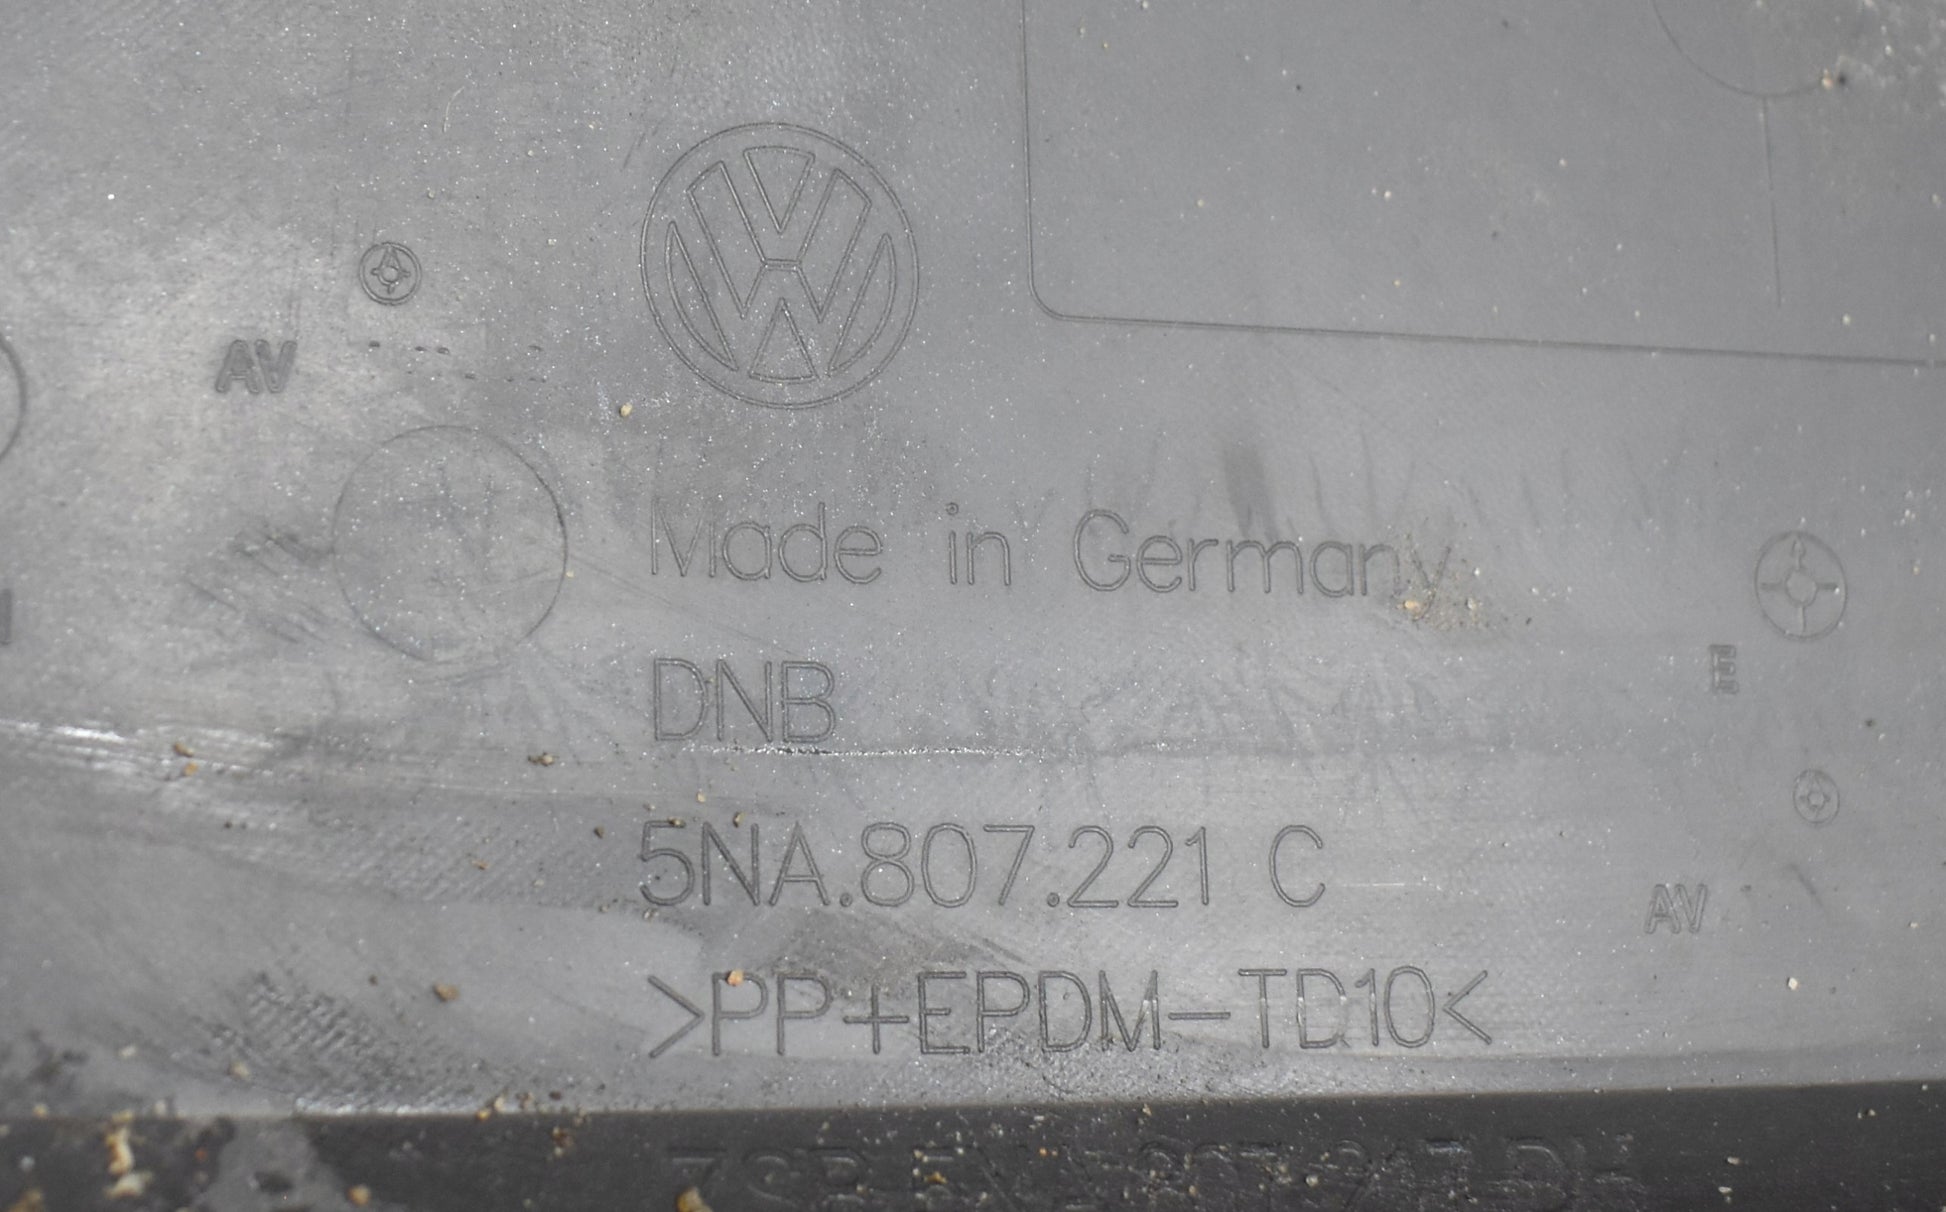 AV
Made in Germany
DNB
E
5NA.807.221 C
AV
>PP+EPDM-TD10<